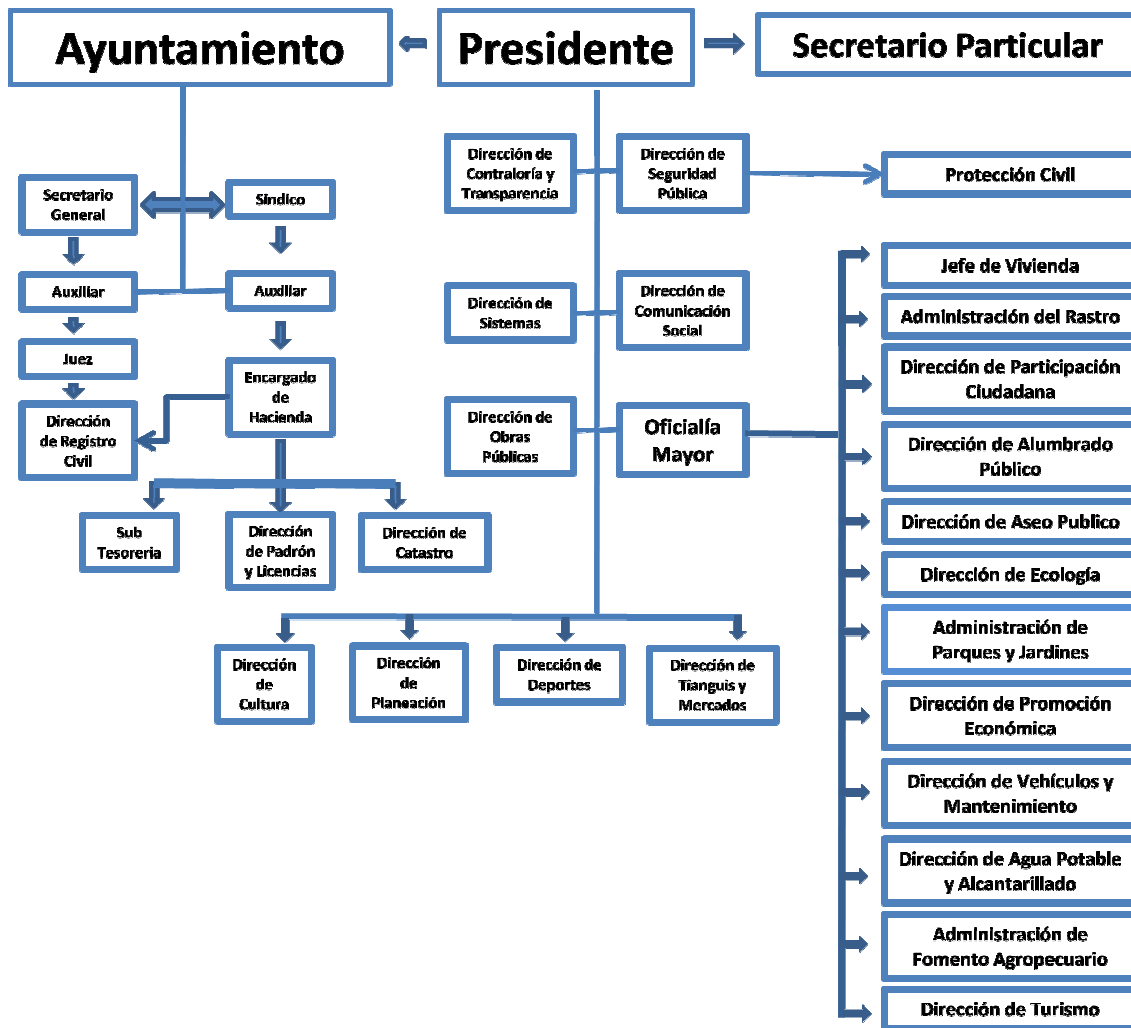 Ayuntamiento
Presidente
Secretario Particular
Dirección de
Contraloría y
Transparencia
Dirección de
Seguridad
Pública
Protección Civil
Secretario
General
Sindico
Auxiliar
Auxiliar
Juez
Encargado
de
Hacienda
Dirección
de Registro
Civil
Sub
Tesoreria
Dirección
de Padrón
y Licencias
Dirección de
Catastro
Dirección de
Sistemas
Dirección de
Comunicación
Social
Dirección de
Obras
Públicas
Oficialía
Mayor
Dirección
de
Cultura
Dirección
de
Planeación
Dirección de
Deportes
Dirección de
Tianguis y
Mercados
Jefe de Vivienda
Administración del Rastro
Dirección de Participación
Ciudadana
Dirección de Alumbrado
Público
Dirección de Aseo Publico
Dirección de Ecología
Administración de
Parques y Jardines
Dirección de Promoción
Económica
Dirección de Vehículos y
Mantenimiento
Dirección de Agua Potable
y Alcantarillado
Administración de
Fomento Agropecuario
Dirección de Turismo